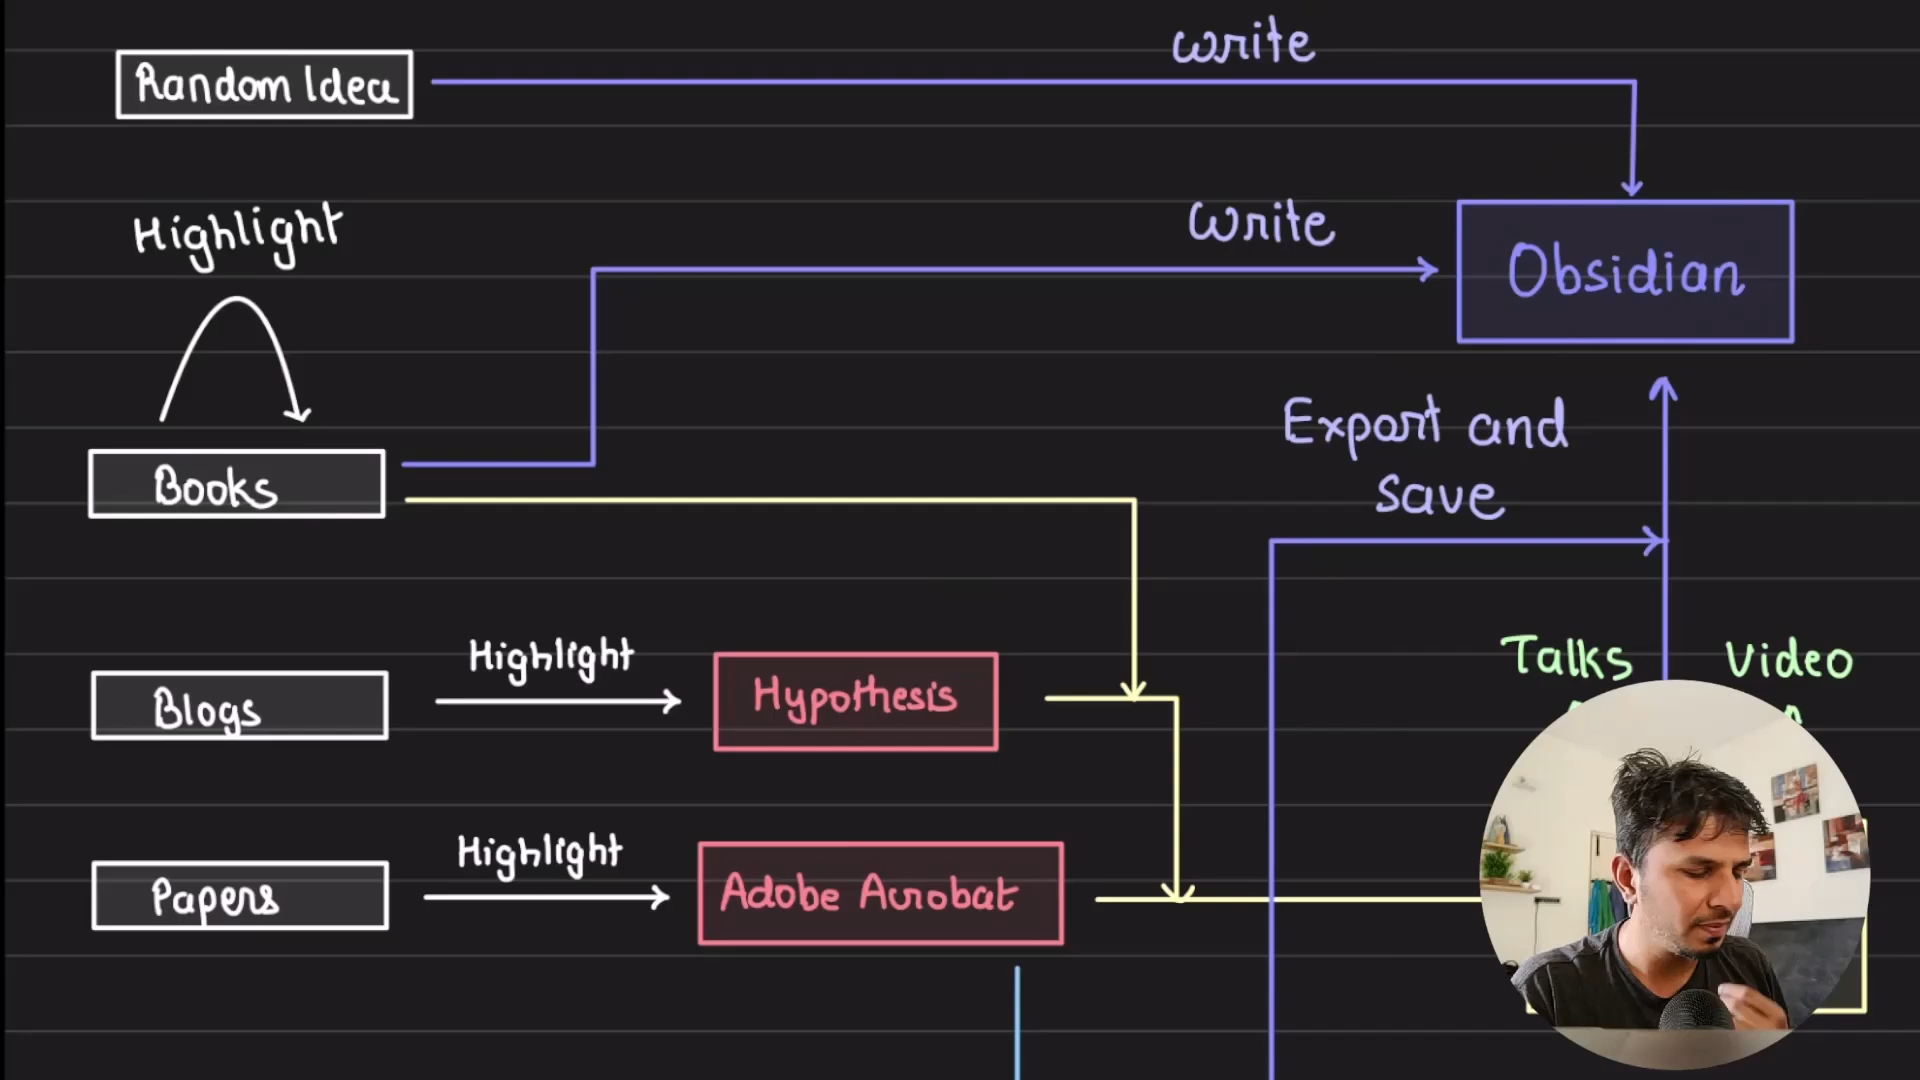 write
Random Idea
Highlight
Write
Obsidian
Export and
save
Books
Highlight
Hypothesis
Talks
Video
Blogs
Highlight
Adobe Acrobat
Papers